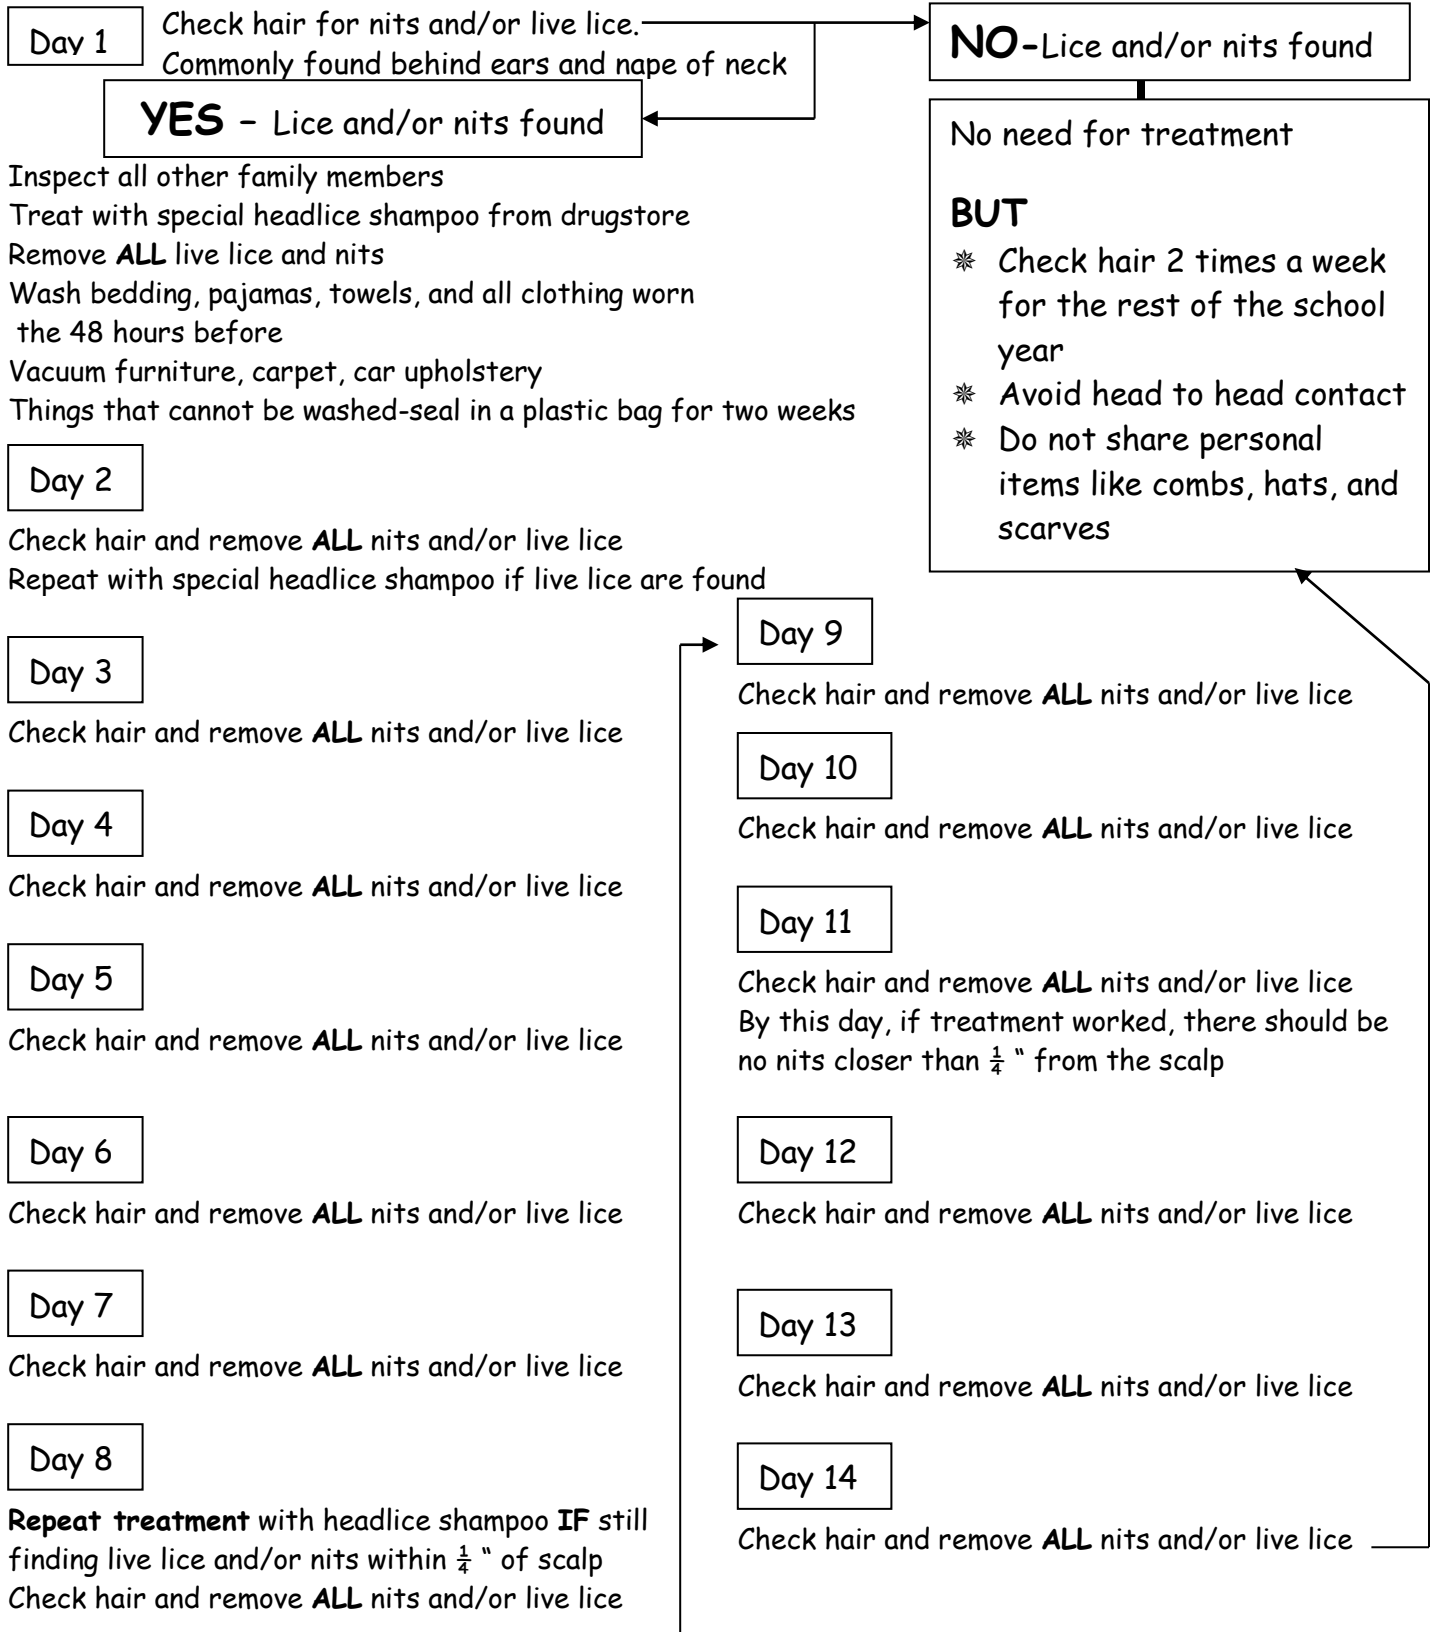 Day 1
Check hair for nits and/or live lice.
Commonly found behind ears and nape of neck
YES – Lice and/or nits found
Inspect all other family members
Treat with special headlice shampoo from drugstore
Remove ALL live lice and nits
Wash bedding, pajamas, towels, and all clothing worn
the 48 hours before
Vacuum furniture, carpet, car upholstery
Things that cannot be washed-seal in a plastic bag for two weeks
NO-Lice and/or nits found
No need for treatment
BUT
✵ Check hair 2 times a week
for the rest of the school
year
✵ Avoid head to head contact
✵ Do not share personal
items like combs, hats, and
scarves
Day 2
Check hair and remove ALL nits and/or live lice
Repeat with special headlice shampoo if live lice are found
Day 3
Check hair and remove ALL nits and/or live lice
Day 4
Check hair and remove ALL nits and/or live lice
Day 5
Check hair and remove ALL nits and/or live lice
Day 6
Check hair and remove ALL nits and/or live lice
Day 7
Check hair and remove ALL nits and/or live lice
Day 8
Repeat treatment with headlice shampoo IF still
finding live lice and/or nits within ¼ “ of scalp
Check hair and remove ALL nits and/or live lice
Day 9
Check hair and remove ALL nits and/or live lice
Day 10
Check hair and remove ALL nits and/or live lice
Day 11
Check hair and remove ALL nits and/or live lice
By this day, if treatment worked, there should be
no nits closer than ¼ “ from the scalp
Day 12
Check hair and remove ALL nits and/or live lice
Day 13
Check hair and remove ALL nits and/or live lice
Day 14
Check hair and remove ALL nits and/or live lice